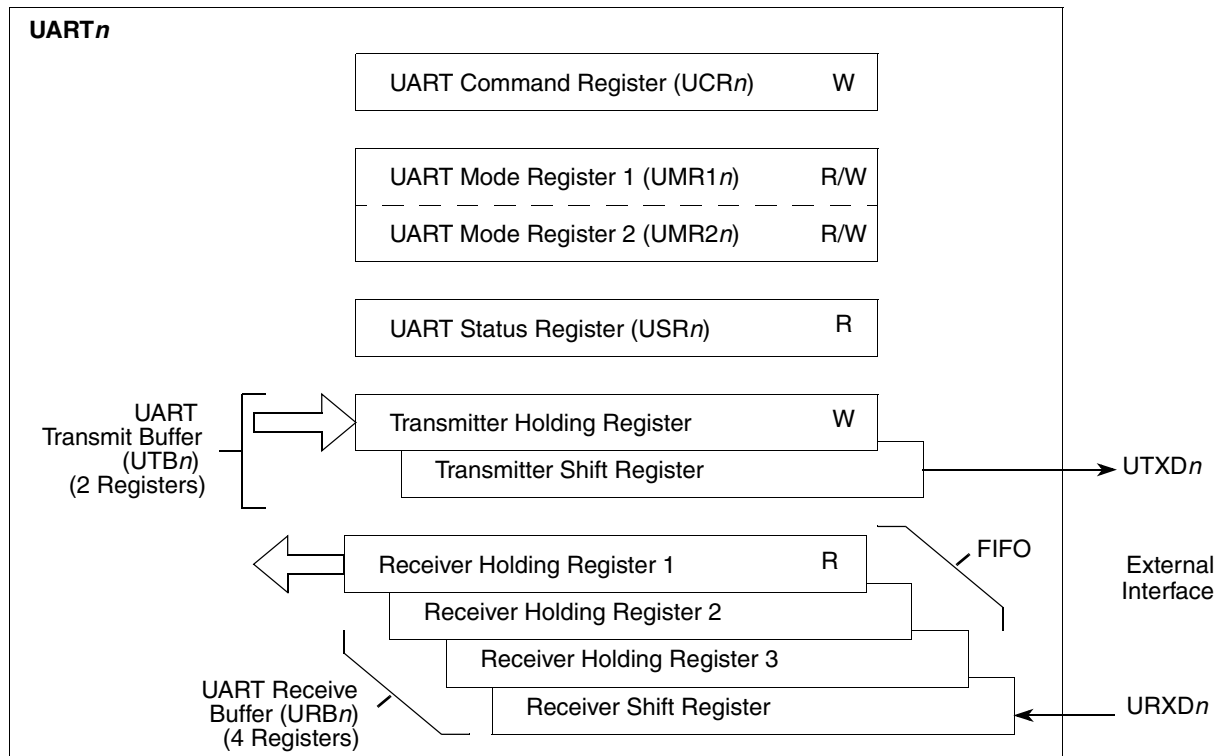 UARTn
UART Command Register (UCRn) W
UART Mode Register 1 (UMR1n) R/W
UART Mode Register 2 (UMR2n) R/W
UART Status Register (USRn) R
UART
Transmit Buffer
(UTBn)
(2 Registers)
Transmitter Holding Register W
Transmitter Shift Register
UTXDn
Receiver Holding Register 1 R
FIFO
External
Interface
Receiver Holding Register 2
Receiver Holding Register 3
UART Receive
Buffer (URBn)
(4 Registers)
Receiver Shift Register
URXDn